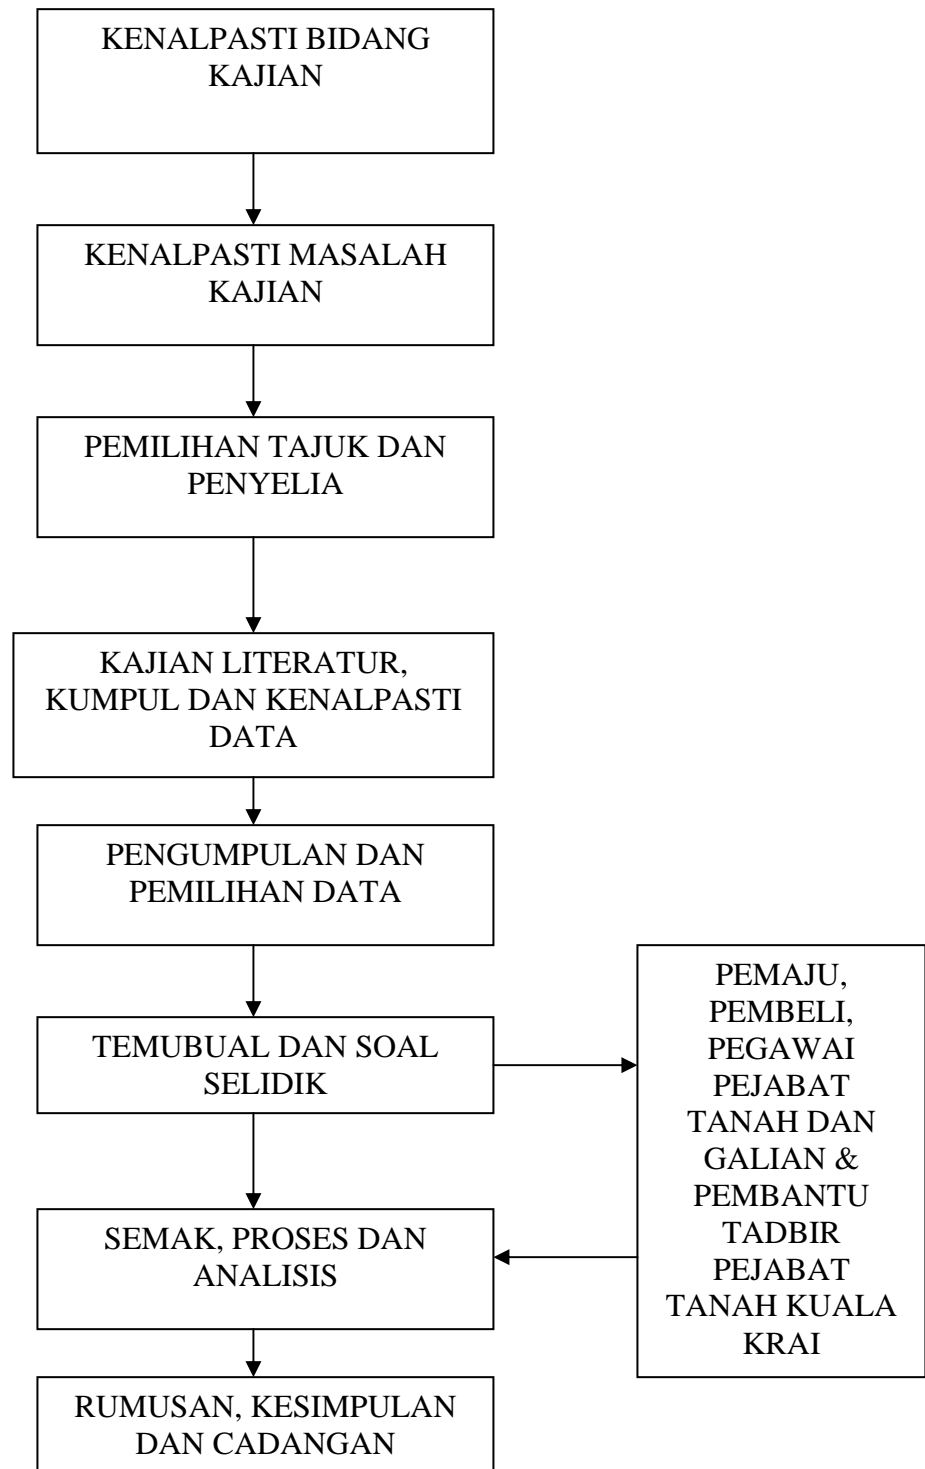 KENALPASTI BIDANG
KAJIAN
KENALPASTI MASALAH
KAJIAN
PEMILIHAN TAJUK DAN
PENYELIA
KAJIAN LITERATUR,
KUMPUL DAN KENALPASTI
DATA
PENGUMPULAN DAN
PEMILIHAN DATA
TEMUBUAL DAN SOAL
SELIDIK
PEMAJU,
PEMBELI,
PEGAWAI
PEJABAT
TANAH DAN
GALIAN &
PEMBANTU
TADBIR
PEJABAT
TANAH KUALA
KRAI
SEMAK, PROSES DAN
ANALISIS
RUMUSAN, KESIMPULAN
DAN CADANGAN